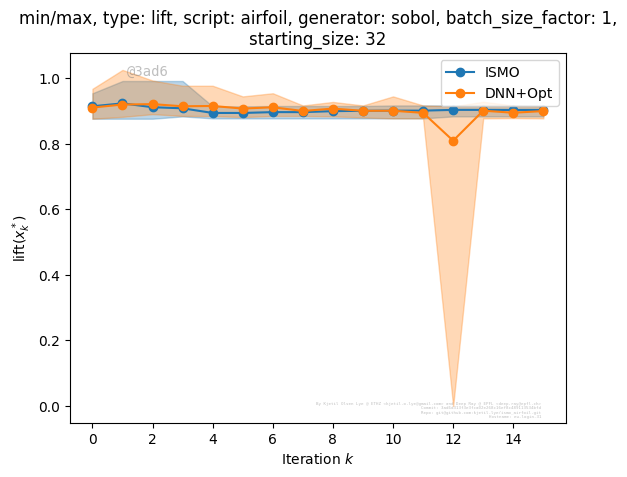 min/max, type: lift, script: airfoil, generator: sobol, batch_size_factor: 1,
starting_size: 32
@3ad6
ISMO
DNN+Opt
lift(x_k^*)
1.0
0.8
0.6
0.4
0.2
0.0
0 2 4 6 8 10 12 14
Iteration k